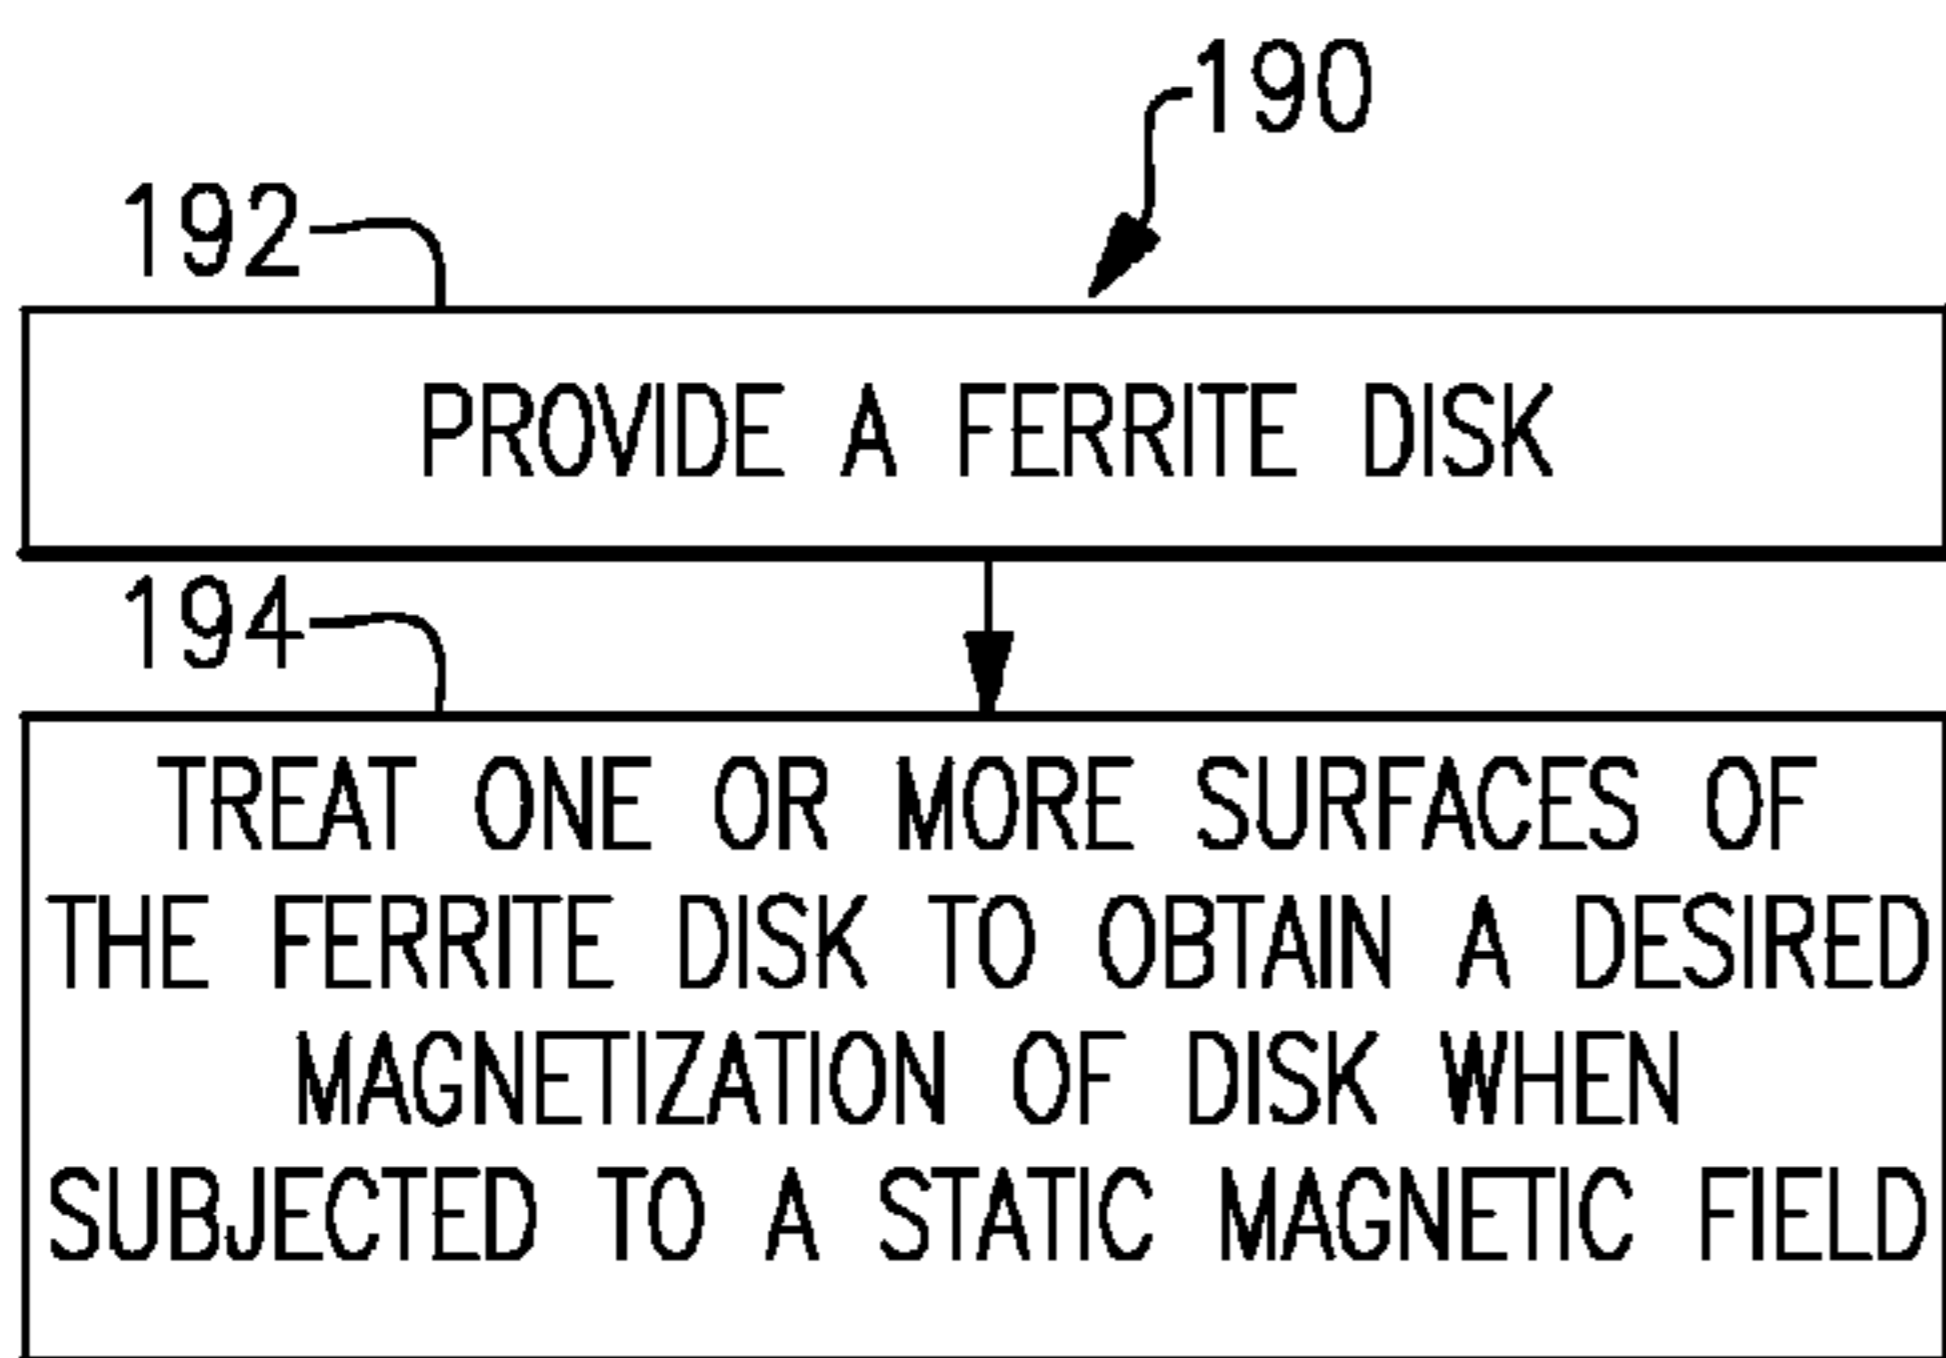 190
192
PROVIDE A FERRITE DISK
194
TREAT ONE OR MORE SURFACES OF
THE FERRITE DISK TO OBTAIN A DESIRED
MAGNETIZATION OF DISK WHEN
SUBJECTED TO A STATIC MAGNETIC FIELD